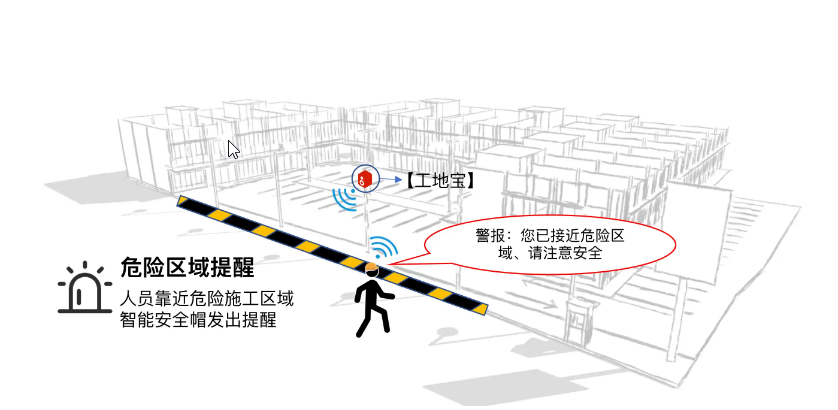 【工地宝】
警报：您已接近危险区
域、请注意安全
危险区域提醒
人员靠近危险施工区域
智能安全帽发出提醒